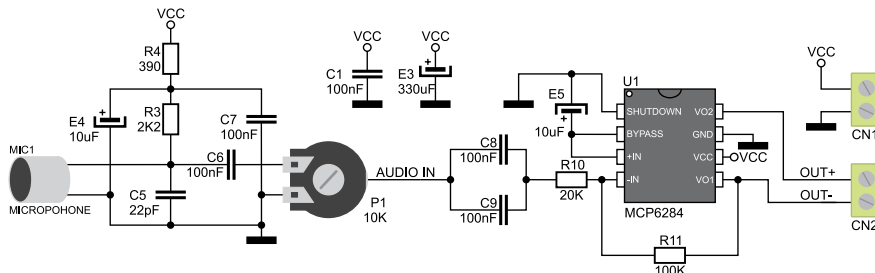 VCC
R4
390
E4
10uF
+
R3
2K2
C7
100nF
MIC1
C6
100nF
MICROPOHONE
C5
22pF
VCC
C1
100nF
VCC
+
E3
330uF
P1
10K
AUDIO IN
C8
100nF
C9
100nF
R10
20K
E5
+
10uF
U1
SHUTDOWN
VO2
BYPASS
GND
+IN
VCC
VCC
-IN
VO1
MCP6284
R11
100K
VCC
CN1
OUT+
OUT-
CN2